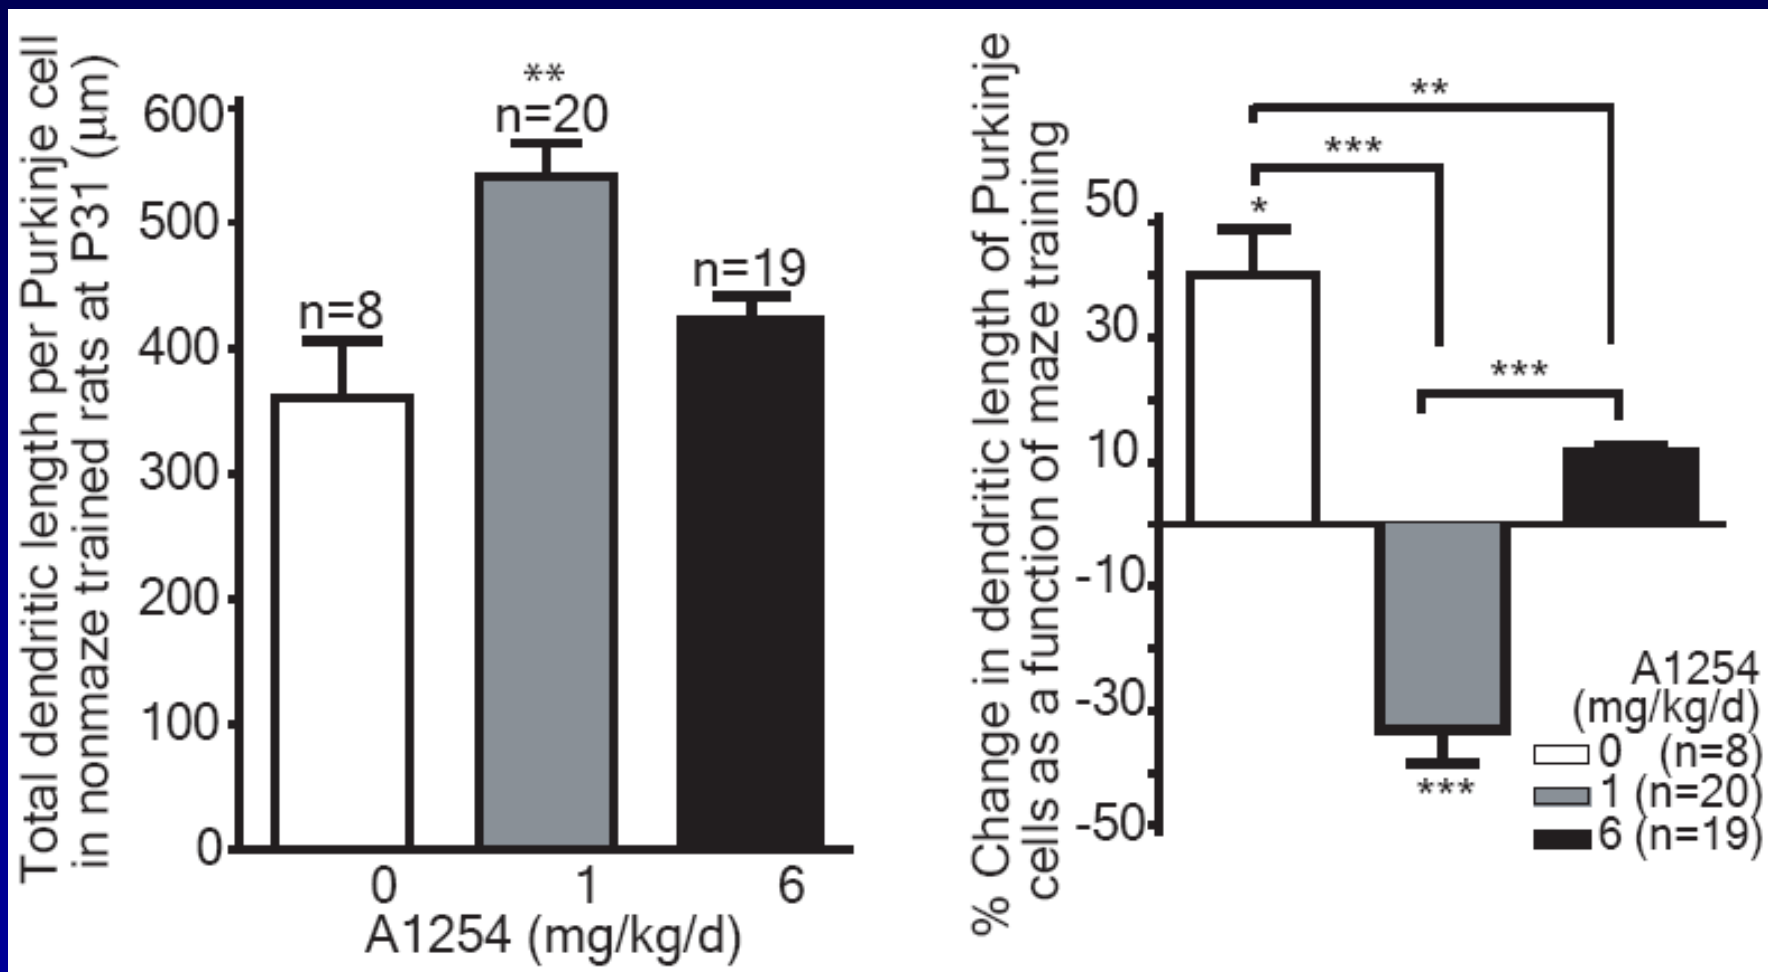 Total dendritic length per Purkinje cell
in nonmaze trained rats at P31 (μm)
600
500
400
300
200
100
0
n=8
**
n=20
n=19
0 1 6
A1254 (mg/kg/d)
% Change in dendritic length of Purkinje
cells as a function of maze training
50
30
10
-10
-30
-50
**
***
*
***
***
A1254
(mg/kg/d)
0 (n=8)
1 (n=20)
6 (n=19)